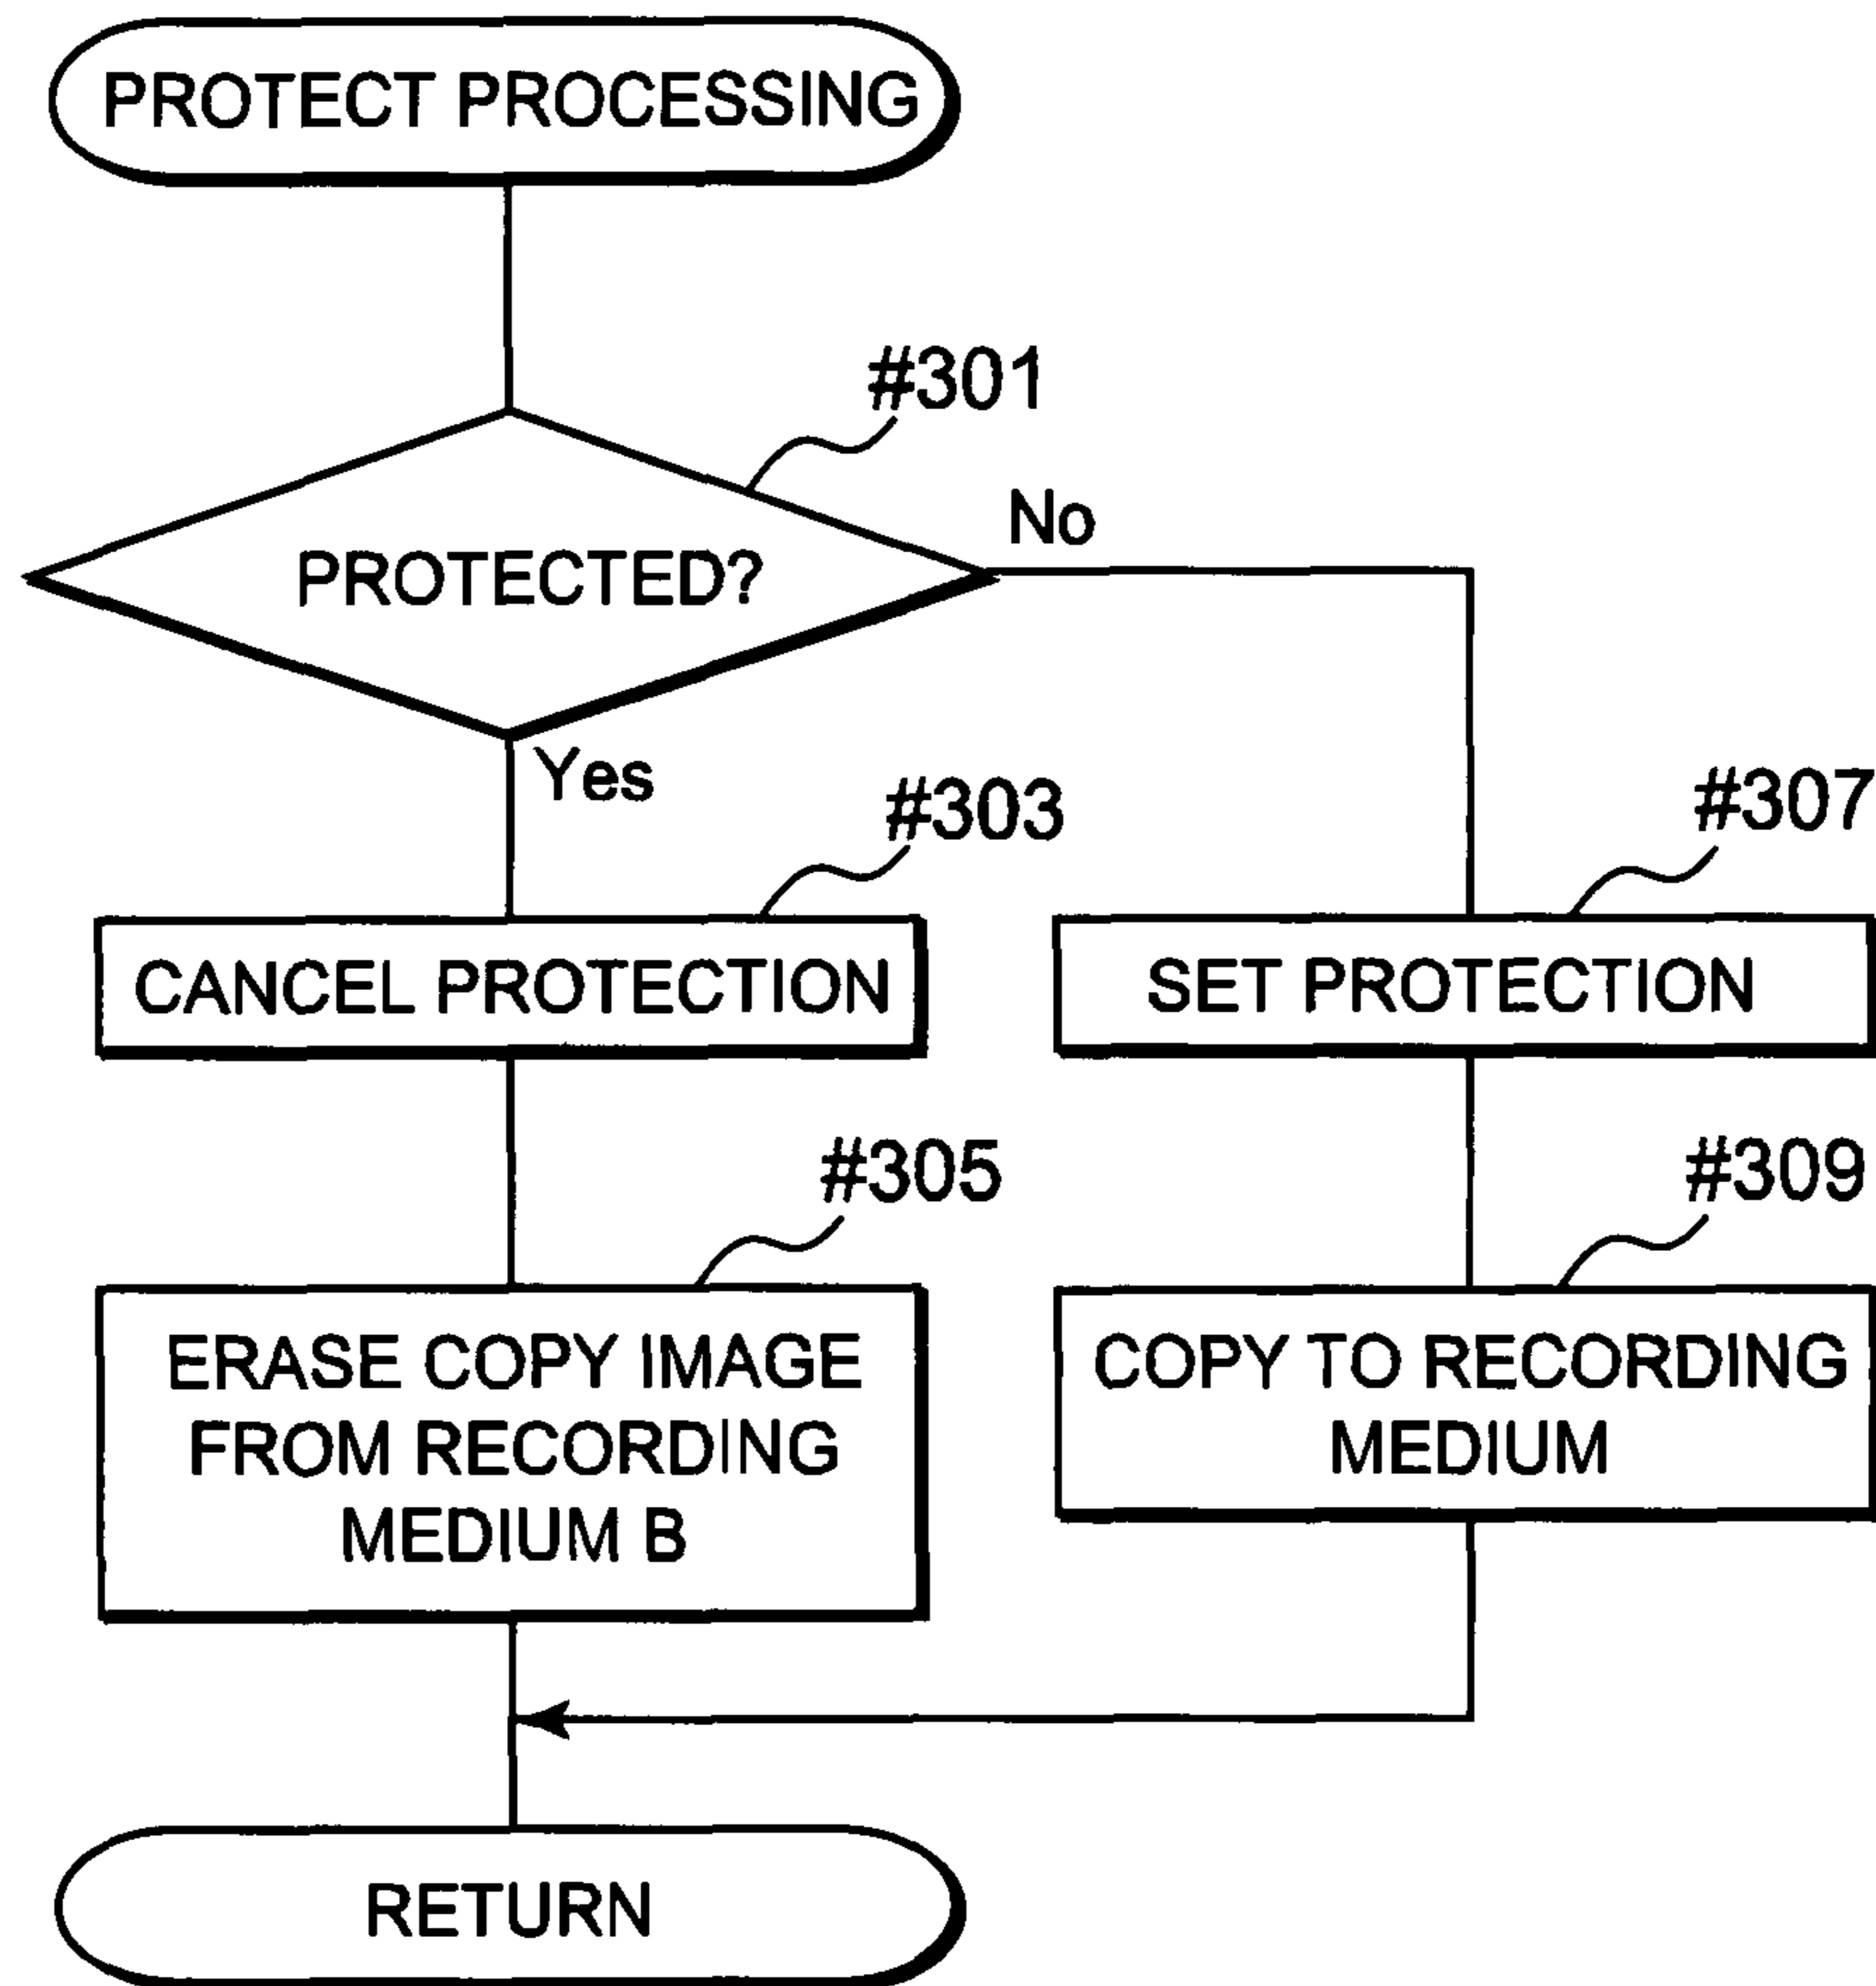 PROTECT PROCESSING
#301
PROTECTED?
No
Yes
#303
CANCEL PROTECTION
#307
SET PROTECTION
#305
ERASE COPY IMAGE
FROM RECORDING
MEDIUM B
#309
COPY TO RECORDING
MEDIUM
RETURN